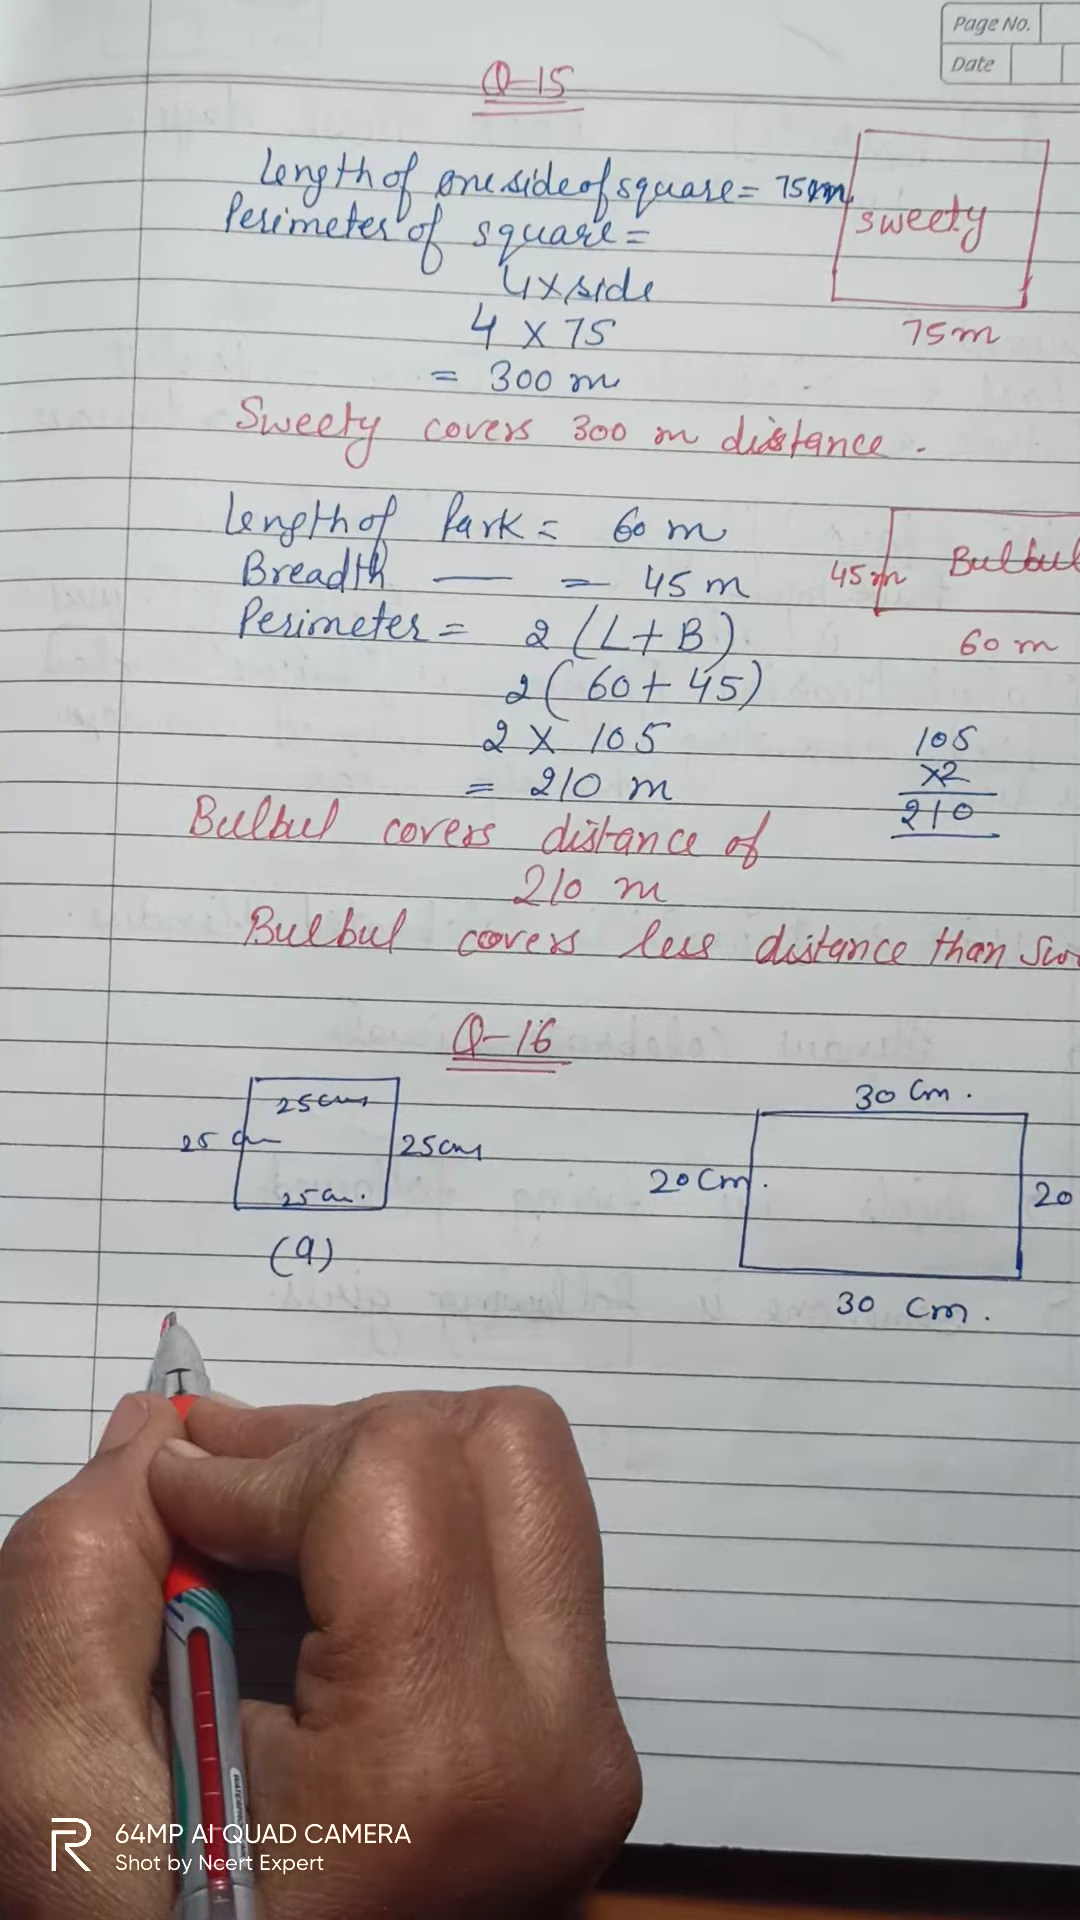 Page No.
Date
Q-15
Length of one side of square = 75m
Perimeter of square =
4 x side
4 x 75
= 300 m
sweety
75m
Sweety covers 300 m distance.
Length of Park = 60 m
Breadth — = 45 m
Perimeter = 2 (L+B)
2 (60 + 45)
2 x 105
= 210 m
45m
Bulbul
60 m
105
x2
210
Bulbul covers distance of
210 m
Bulbul covers less distance than
Q-16
25cm
25 cm
25cm
25cm.
(a)
30 Cm.
20 Cm.
20
30 Cm.
64MP AI QUAD CAMERA
Shot by Ncert Expert